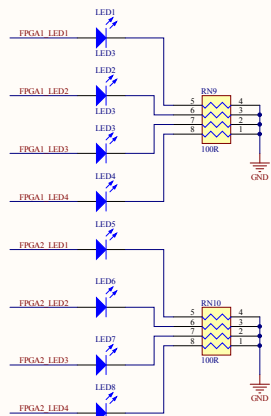 LED1
FPGA1_LED1
LED3
LED2
FPGA1_LED2
LED3
LED3
FPGA1_LED3
LED4
FPGA1_LED4
RN9
5 4
6 3
7 2
8 1
100R
GND
LED5
FPGA2_LED1
LED6
FPGA2_LED2
LED7
FPGA2_LED3
LED8
FPGA2_LED4
RN10
5 4
6 3
7 2
8 1
100R
GND